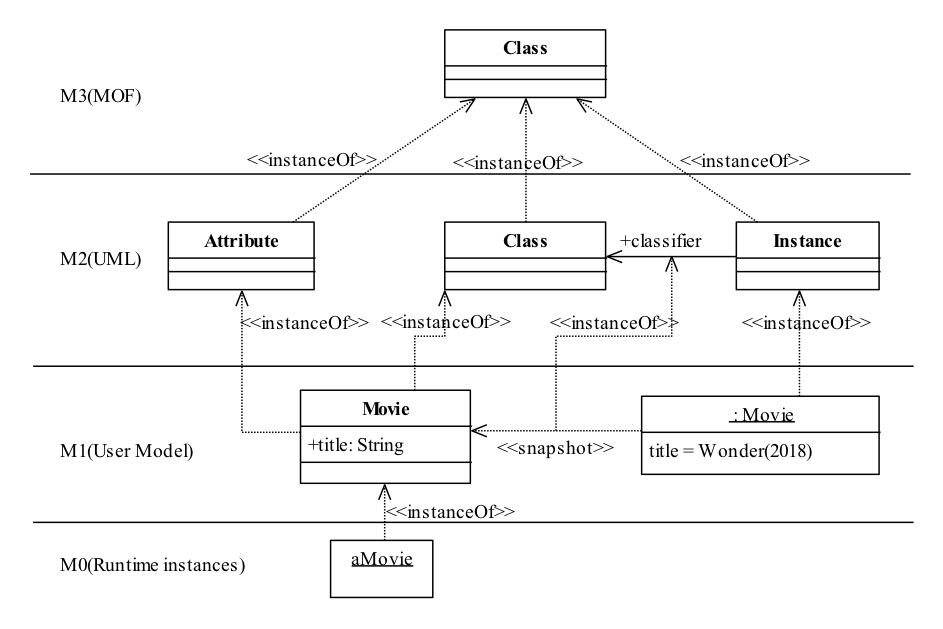 Class
M3(MOF)
<<instanceOf>>
<<instanceOf>>
<<instanceOf>>
M2(UML)
Attribute
Class
+classifier
Instance
<<instanceOf>>
<<instanceOf>>
<<instanceOf>>
<<instanceOf>>
M1(User Model)
Movie
+title: String
<<snapshot>>
: Movie
title = Wonder(2018)
<<instanceOf>>
M0(Runtime instances)
aMovie